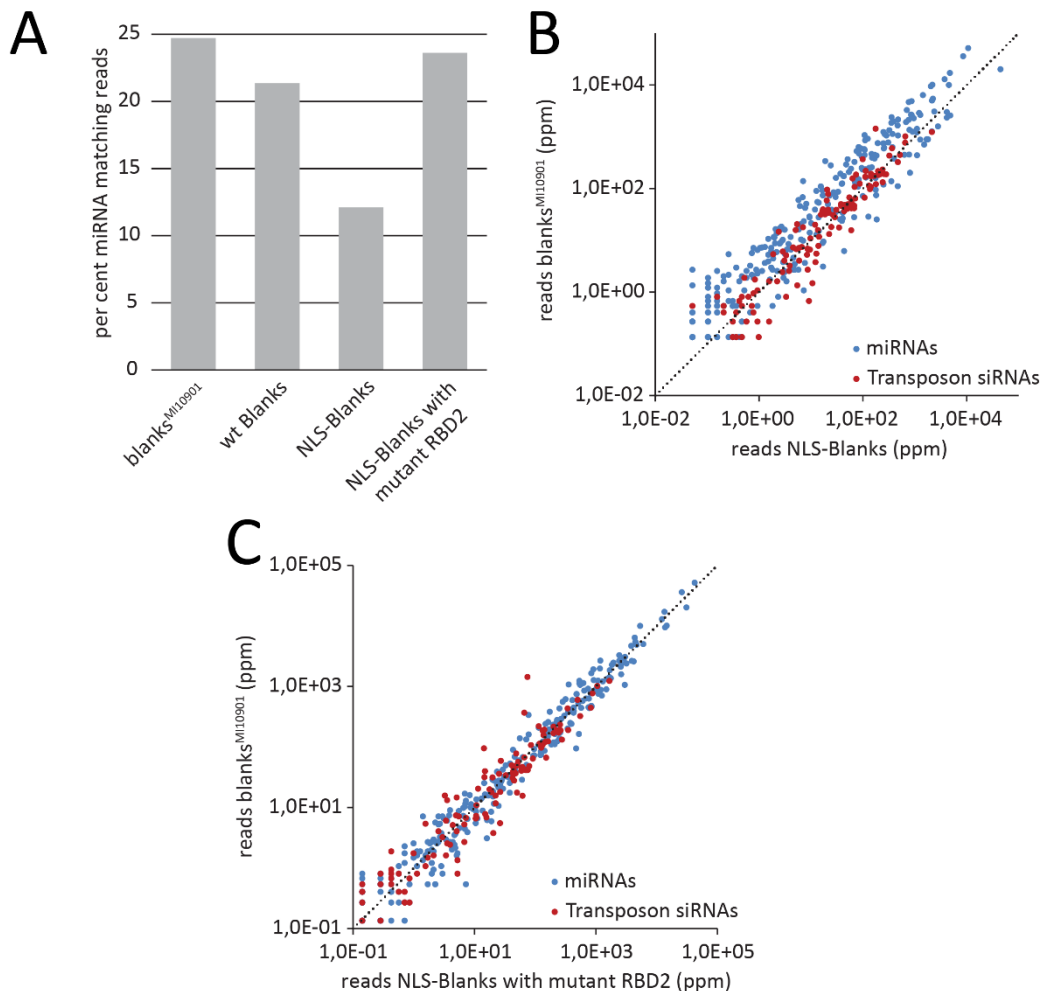 A
per cent miRNA matching reads
25
20
15
10
5
0
blanksMI10901
wt Blanks
NLS-Blanks
NLS-Blanks with
mutant RBD2
B
reads blanksMI10901 (ppm)
1,0E+04
1,0E+02
1,0E+00
1,0E-02
miRNAs
Transposon siRNAs
1,0E-02
1,0E+00
1,0E+02
1,0E+04
reads NLS-Blanks (ppm)
C
reads blanksMI10901 (ppm)
1,0E+05
1,0E+03
1,0E+01
1,0E-01
miRNAs
Transposon siRNAs
1,0E-01
1,0E+01
1,0E+03
1,0E+05
reads NLS-Blanks with mutant RBD2 (ppm)